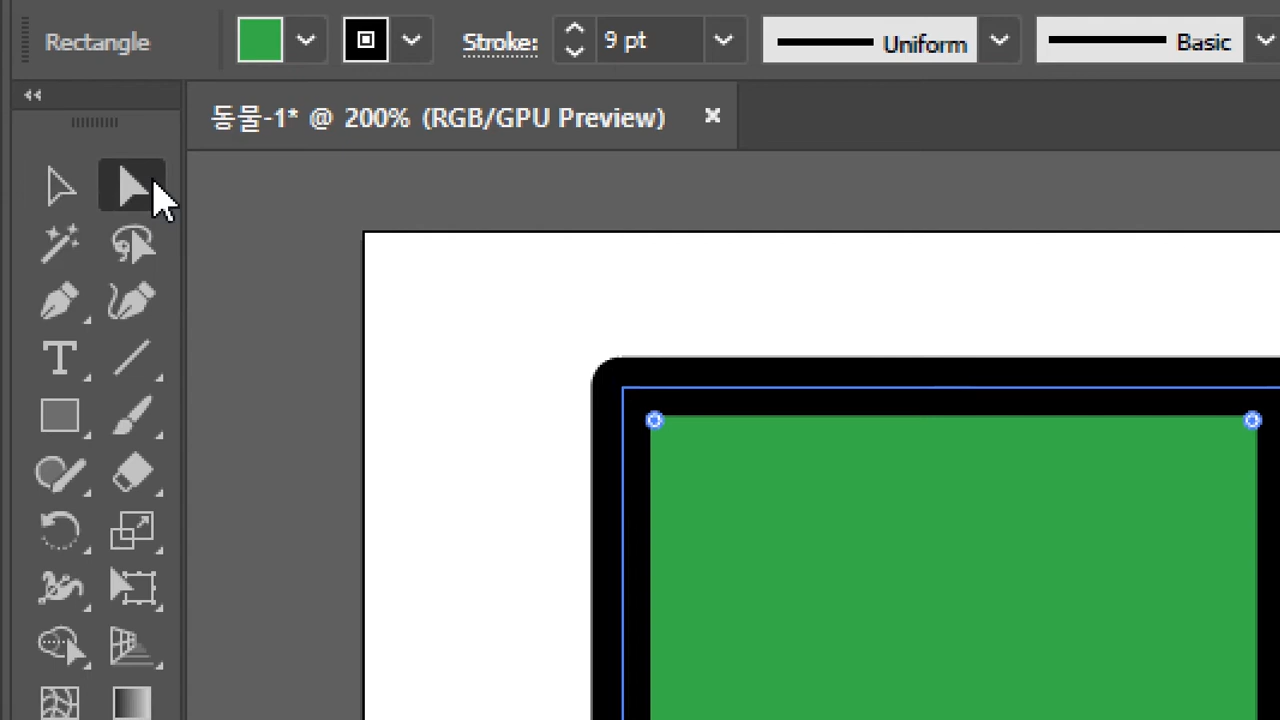 Rectangle Stroke: 9 pt Uniform Basic
동물-1* @ 200% (RGB/GPU Preview)